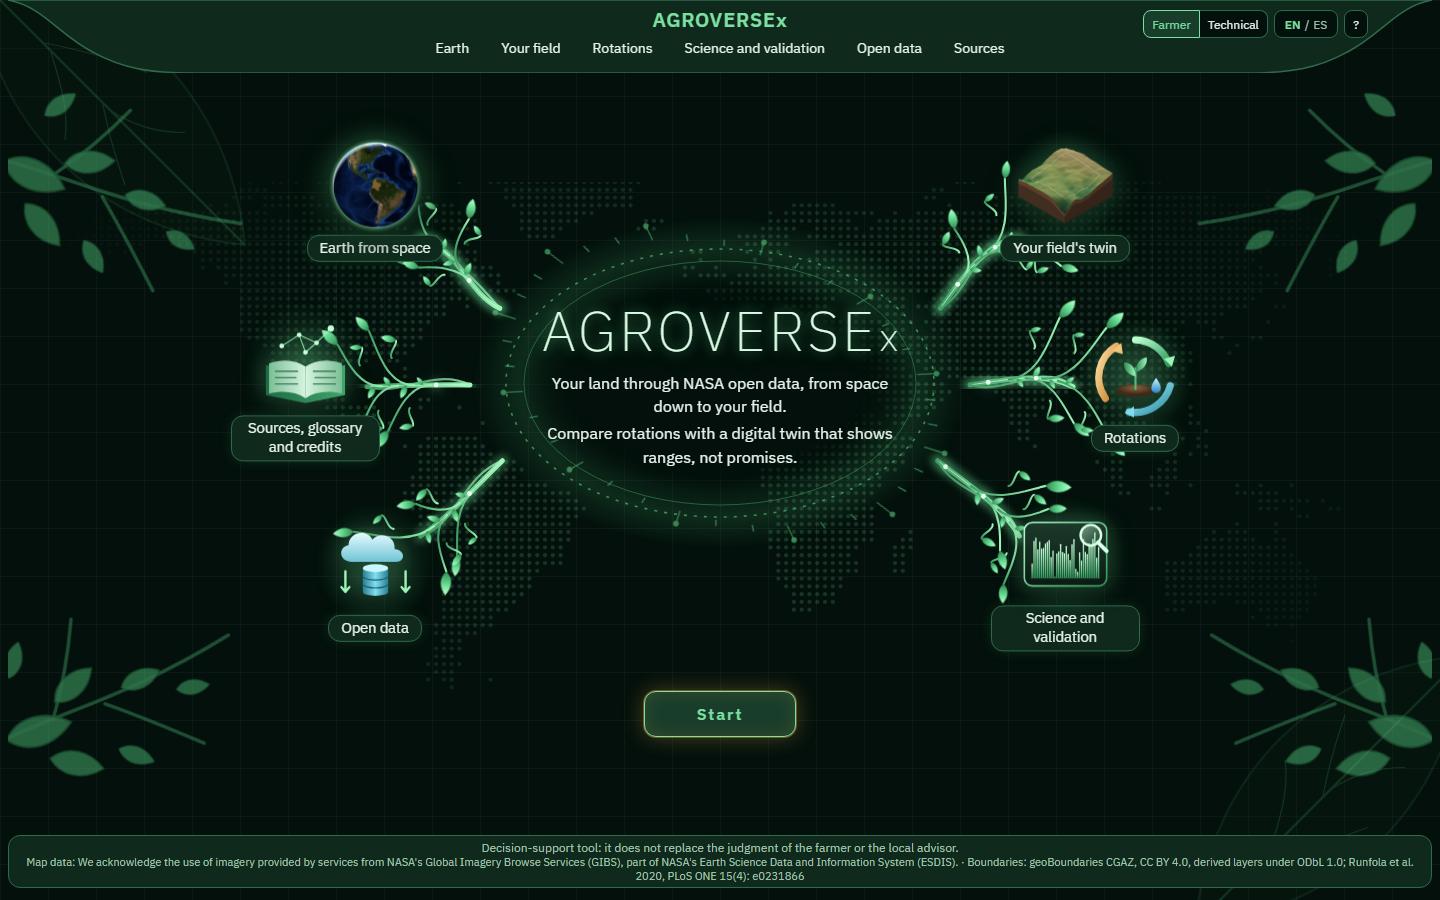 AGROVERSEx
Earth
Your field
Rotations
Science and validation
Open data
Sources
Farmer
Technical
EN / ES
?
Earth from space
Your field's twin
AGROVERSEx
Your land through NASA open data, from space
down to your field.
Compare rotations with a digital twin that shows
ranges, not promises.
Sources, glossary
and credits
Rotations
Open data
Science and
validation
Start
Decision-support tool: it does not replace the judgment of the farmer or the local advisor.
Map data: We acknowledge the use of imagery provided by services from NASA's Global Imagery Browse Services (GIBS), part of NASA's Earth Science Data and Information System (ESDIS). · Boundaries: geoBoundaries CGAZ, CC BY 4.0, derived layers under ODbL 1.0; Runfola et al.
2020, PLoS ONE 15(4): e0231866